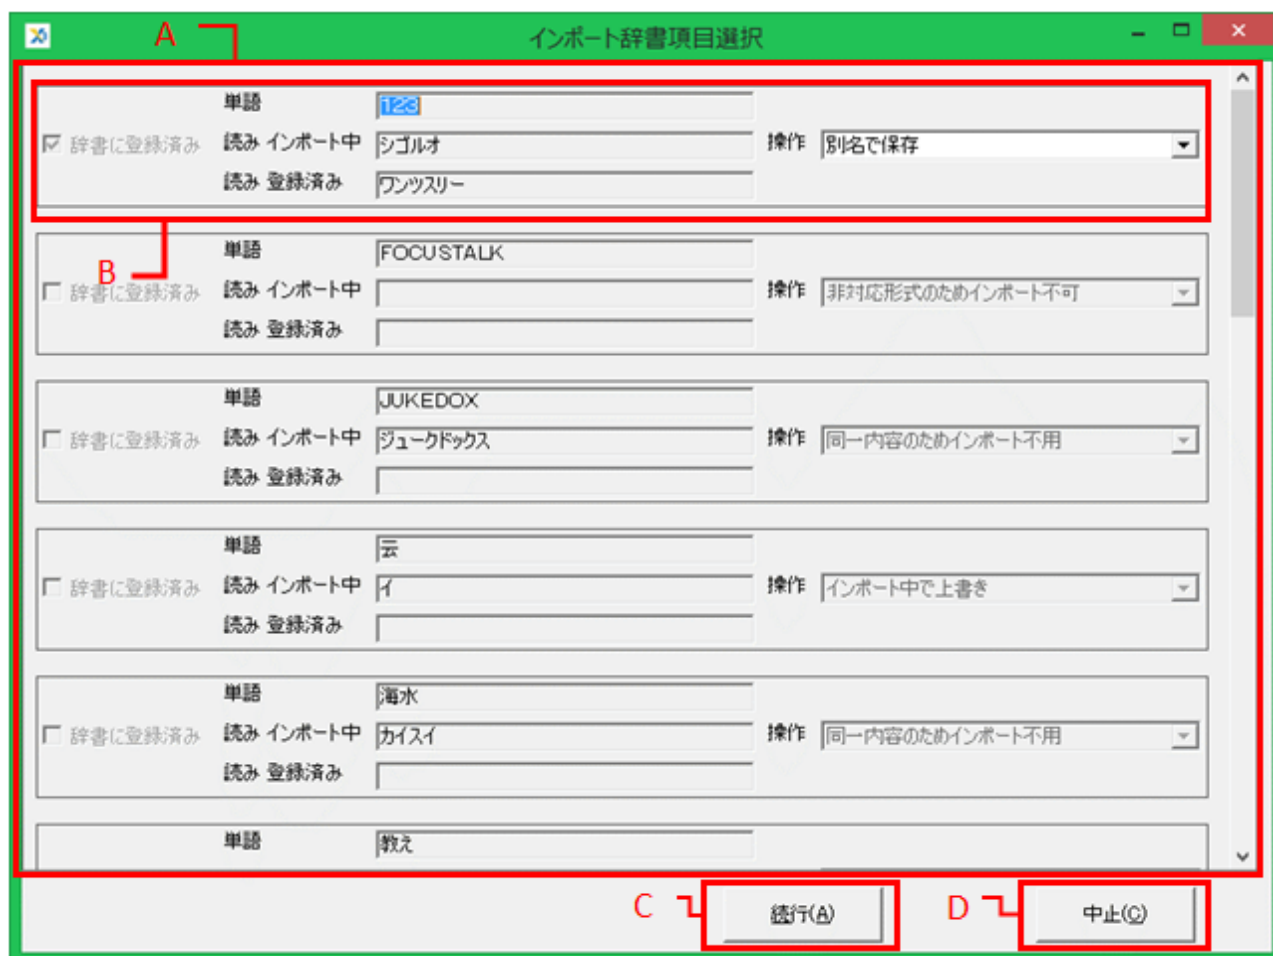 A
インポート辞書項目選択
単語 123
辞書に登録済み 読み インポート中 シゴルオ 操作 別名で保存
読み 登録済み ワンツスリー
B
単語 FOCUSTALK
辞書に登録済み 読み インポート中 操作 非対応形式のためインポート不可
読み 登録済み
単語 JUKEDOX
辞書に登録済み 読み インポート中 ジュークドックス 操作 同一内容のためインポート不用
読み 登録済み
単語 云
辞書に登録済み 読み インポート中 イ 操作 インポート中で上書き
読み 登録済み
単語 海水
辞書に登録済み 読み インポート中 カイスイ 操作 同一内容のためインポート不用
読み 登録済み
単語 教え
C 続行(A) D 中止(C)